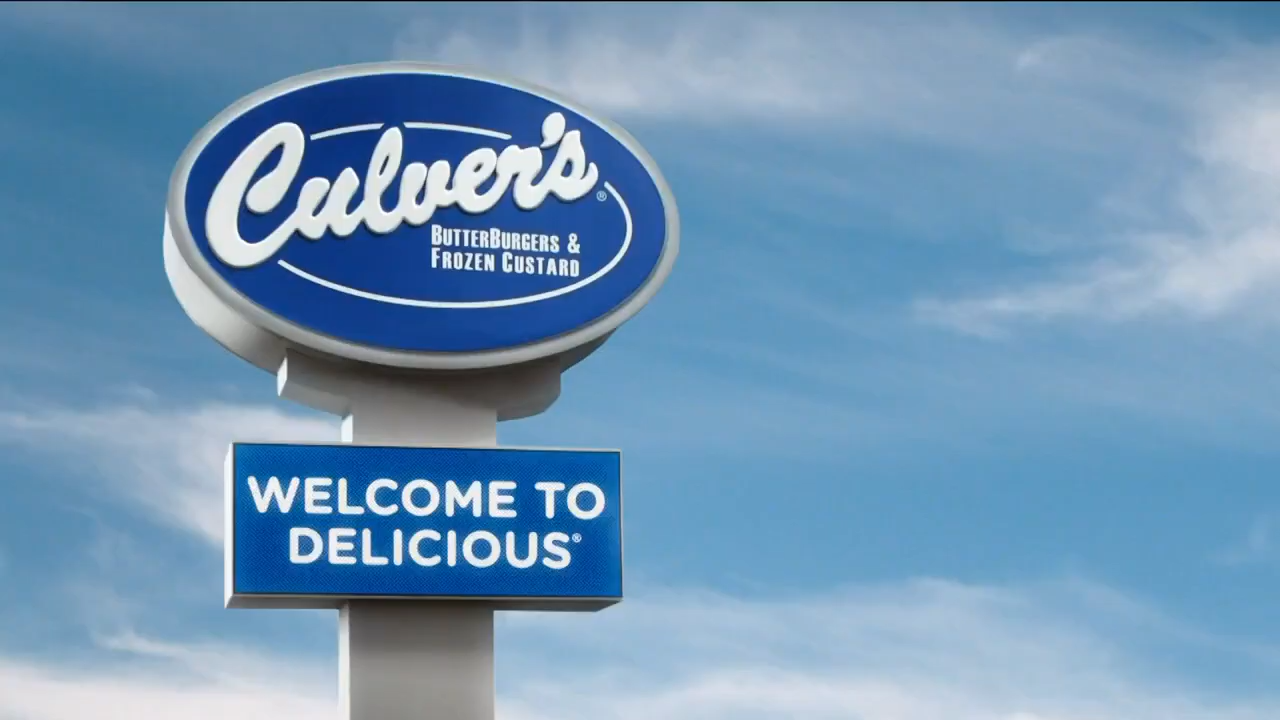 Culver's®
BUTTERBURGERS &
FROZEN CUSTARD
WELCOME TO
DELICIOUS®